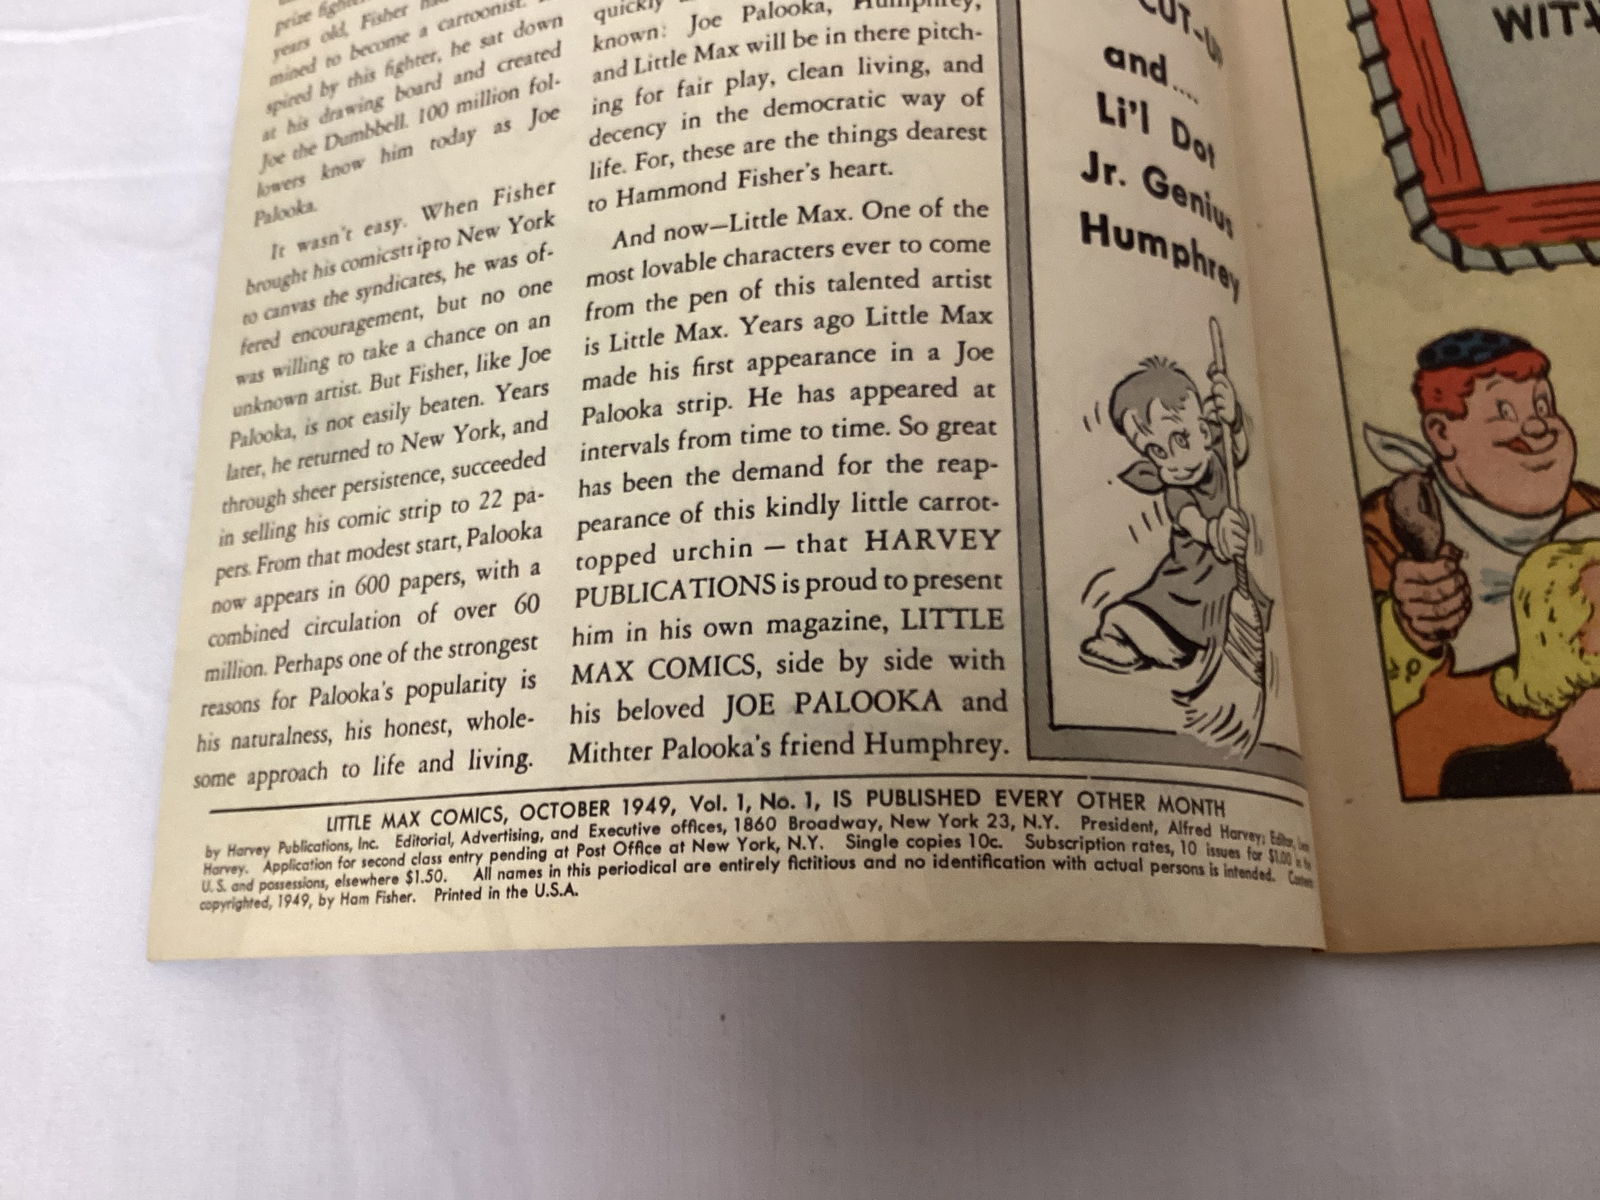 prize fighter
years old, Fisher
mined to become a cartoonist.
spired by this fighter, he sat down
at his drawing board and created
Joe the Dumbbell. 100 million fol-
lowers know him today as Joe
Palooka.
It wasn't easy. When Fisher
brought his comicstripto New York
to canvas the syndicates, he was of-
fered encouragement, but no one
was willing to take a chance on an
unknown artist. But Fisher, like Joe
Palooka, is not easily beaten. Years
later, he returned to New York, and
through sheer persistence, succeeded
in selling his comic strip to 22 pa-
pers. From that modest start, Palooka
now appears in 600 papers, with a
combined circulation of over 60
million. Perhaps one of the strongest
reasons for Palooka's popularity is
his naturalness, his honest, whole-
some approach to life and living.
quickly
known: Joe Palooka, Humphrey,
and Little Max will be in there pitch-
ing for fair play, clean living, and
decency in the democratic way of
life. For, these are the things dearest
to Hammond Fisher's heart.
And now—Little Max. One of the
most lovable characters ever to come
from the pen of this talented artist
is Little Max. Years ago Little Max
made his first appearance in a Joe
Palooka strip. He has appeared at
intervals from time to time. So great
has been the demand for the reap-
pearance of this kindly little carrot-
topped urchin — that HARVEY
PUBLICATIONS is proud to present
him in his own magazine, LITTLE
MAX COMICS, side by side with
his beloved JOE PALOOKA and
Mithter Palooka's friend Humphrey.
CUT-UP
and....
Li'l Dot
Jr. Genius
Humphrey
LITTLE MAX COMICS, OCTOBER 1949, Vol. 1, No. 1, IS PUBLISHED EVERY OTHER MONTH
by Harvey Publications, Inc. Editorial, Advertising, and Executive offices, 1860 Broadway, New York 23, N.Y. President, Alfred Harvey; Editor, Leon
Harvey. Application for second class entry pending at Post Office at New York, N.Y. Single copies 10c. Subscription rates, 10 issues for $1.00 in the
U. S. and possessions, elsewhere $1.50. All names in this periodical are entirely fictitious and no identification with actual persons is intended. Contents
copyrighted, 1949, by Ham Fisher. Printed in the U.S.A.